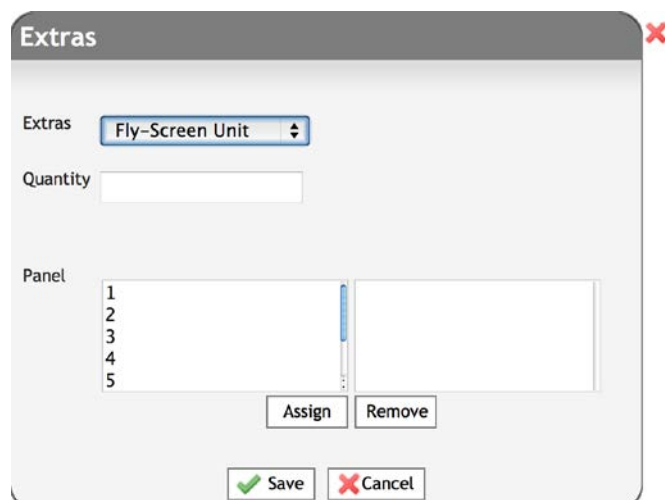 Extras
Extras Fly-Screen Unit
Quantity
Panel
1
2
3
4
5
Assign Remove
Save Cancel